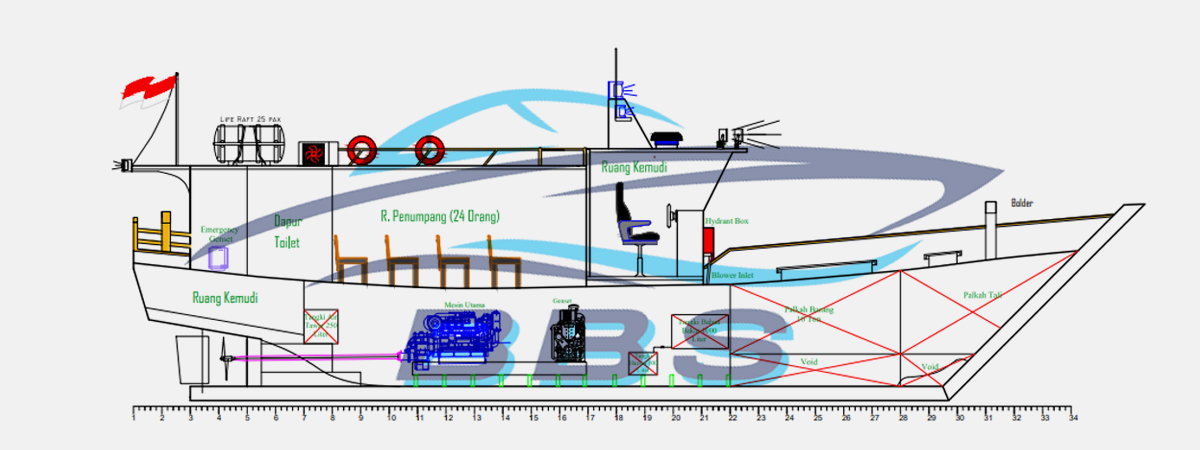 LIFE RAFT 25 PAX
Ruang Kemudi
Bolder
R. Penumpang (24 Orang)
Dapur
Toilet
Emergency
Genset
Hydrant Box
Blower Inlet
Ruang Kemudi
Mesin Utama
Genset
Palkah Barang
10 Ton
Palkah Tali
Tangki Air
Tawar 250
Liter
Tangki Bahan
Liter
Void
Void
BBS
1 2 3 4 5 6 7 8 9 10 11 12 13 14 15 16 17 18 19 20 21 22 23 24 25 26 27 28 29 30 31 32 33 34